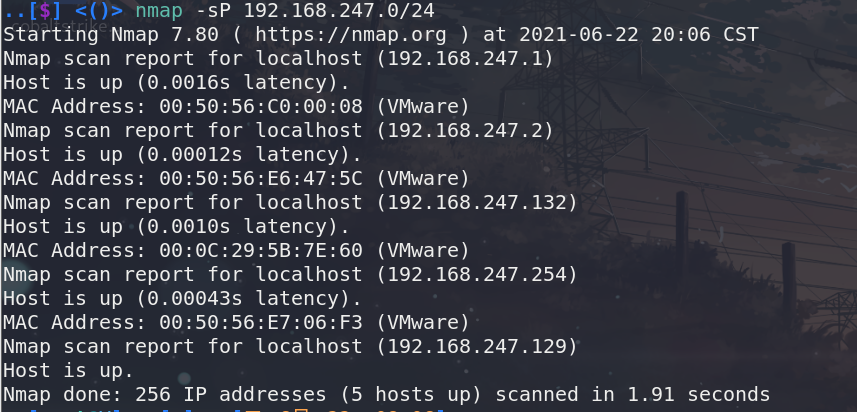 ..[$] <()> nmap -sP 192.168.247.0/24
cobaltstrike.
Starting Nmap 7.80 ( https://nmap.org ) at 2021-06-22 20:06 CST
Nmap scan report for localhost (192.168.247.1)
Host is up (0.0016s latency).
MAC Address: 00:50:56:C0:00:08 (VMware)
Nmap scan report for localhost (192.168.247.2)
Host is up (0.00012s latency).
MAC Address: 00:50:56:E6:47:5C (VMware)
Nmap scan report for localhost (192.168.247.132)
Host is up (0.0010s latency).
MAC Address: 00:0C:29:5B:7E:60 (VMware)
Nmap scan report for localhost (192.168.247.254)
Host is up (0.00043s latency).
MAC Address: 00:50:56:E7:06:F3 (VMware)
Nmap scan report for localhost (192.168.247.129)
Host is up.
Nmap done: 256 IP addresses (5 hosts up) scanned in 1.91 seconds